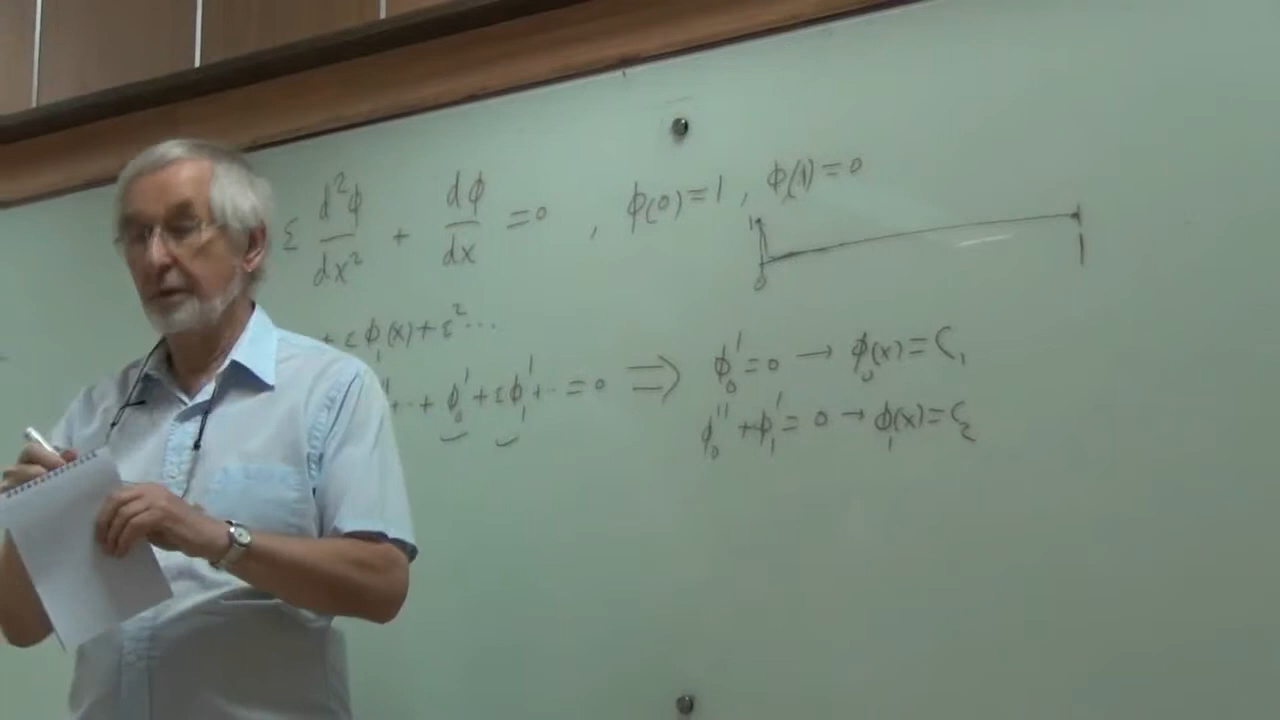 ε d²ϕ/dx² + dϕ/dx = 0 , ϕ(0) = 1 , ϕ(1) = 0
1
0 1
+ εϕ₁(x) + ε² ...
·· + ϕ₀' + εϕ₁' + ·· = 0 ⟹ ϕ₀' = 0 → ϕ₀(x) = C₁
ϕ₀'' + ϕ₁' = 0 → ϕ₁(x) = C₂